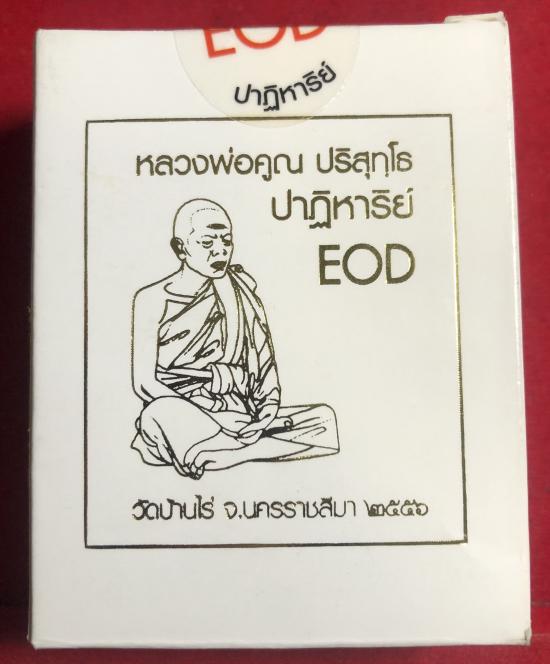 EOD
ปาฏิหาริย์
หลวงพ่อคูณ ปริสุทฺโธ
ปาฏิหาริย์
EOD
วัดบ้านไร่ จ.นครราชสีมา ๒๕๕๖